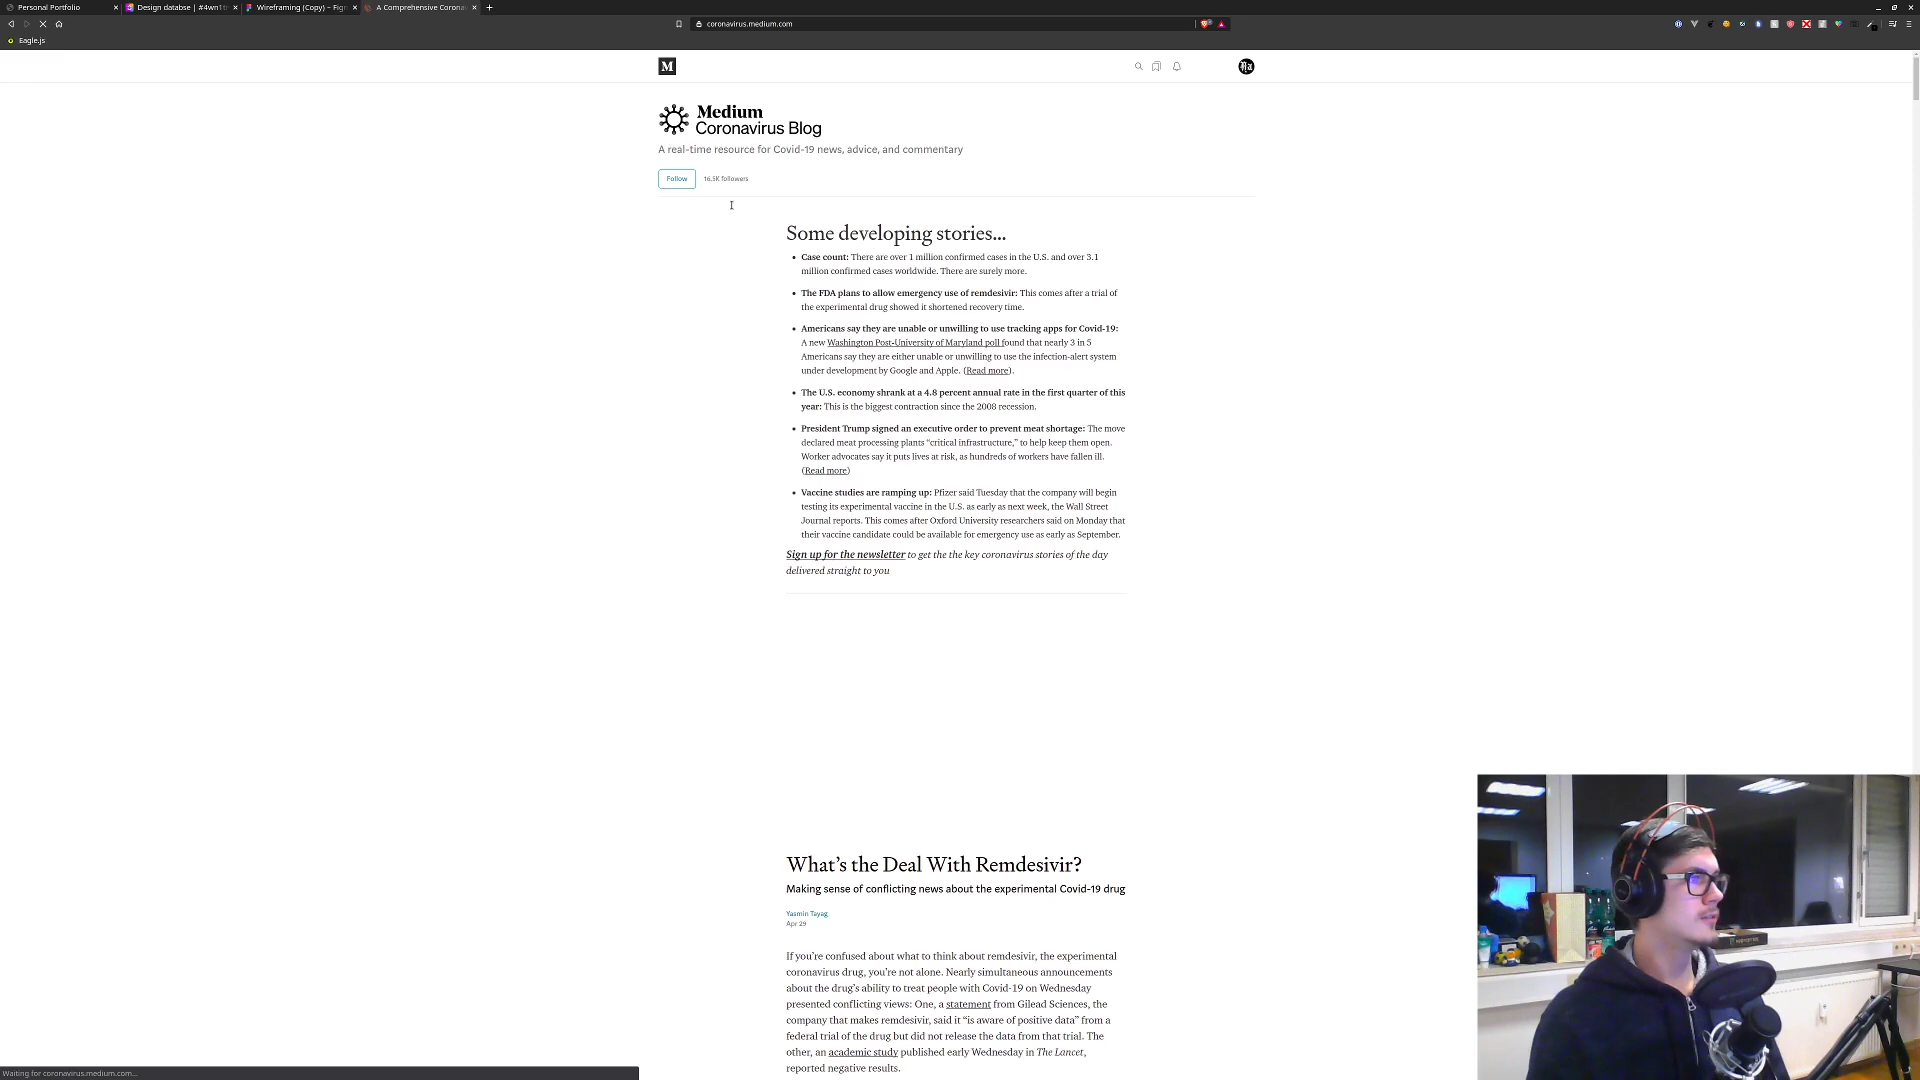 Personal Portfolio
Design databse | #4wn1t
Wireframing (Copy) – Fig
A Comprehensive Corona
coronavirus.medium.com
Eagle.js
M
Medium
Coronavirus Blog
A real-time resource for Covid-19 news, advice, and commentary
Follow
16.5K followers
Some developing stories…
Case count: There are over 1 million confirmed cases in the U.S. and over 3.1
million confirmed cases worldwide. There are surely more.
The FDA plans to allow emergency use of remdesivir: This comes after a trial of
the experimental drug showed it shortened recovery time.
Americans say they are unable or unwilling to use tracking apps for Covid-19:
A new Washington Post-University of Maryland poll found that nearly 3 in 5
Americans say they are either unable or unwilling to use the infection-alert system
under development by Google and Apple. (Read more).
The U.S. economy shrank at a 4.8 percent annual rate in the first quarter of this
year: This is the biggest contraction since the 2008 recession.
President Trump signed an executive order to prevent meat shortage: The move
declared meat processing plants “critical infrastructure,” to help keep them open.
Worker advocates say it puts lives at risk, as hundreds of workers have fallen ill.
(Read more)
Vaccine studies are ramping up: Pfizer said Tuesday that the company will begin
testing its experimental vaccine in the U.S. as early as next week, the Wall Street
Journal reports. This comes after Oxford University researchers said on Monday that
their vaccine candidate could be available for emergency use as early as September.
Sign up for the newsletter to get the the key coronavirus stories of the day
delivered straight to you
What’s the Deal With Remdesivir?
Making sense of conflicting news about the experimental Covid-19 drug
Yasmin Tayag
Apr 29
If you’re confused about what to think about remdesivir, the experimental
coronavirus drug, you’re not alone. Nearly simultaneous announcements
about the drug’s ability to treat people with Covid-19 on Wednesday
presented conflicting views: One, a statement from Gilead Sciences, the
company that makes remdesivir, said it “is aware of positive data” from a
federal trial of the drug but did not release the data from that trial. The
other, an academic study published early Wednesday in The Lancet,
reported negative results.
Waiting for coronavirus.medium.com...